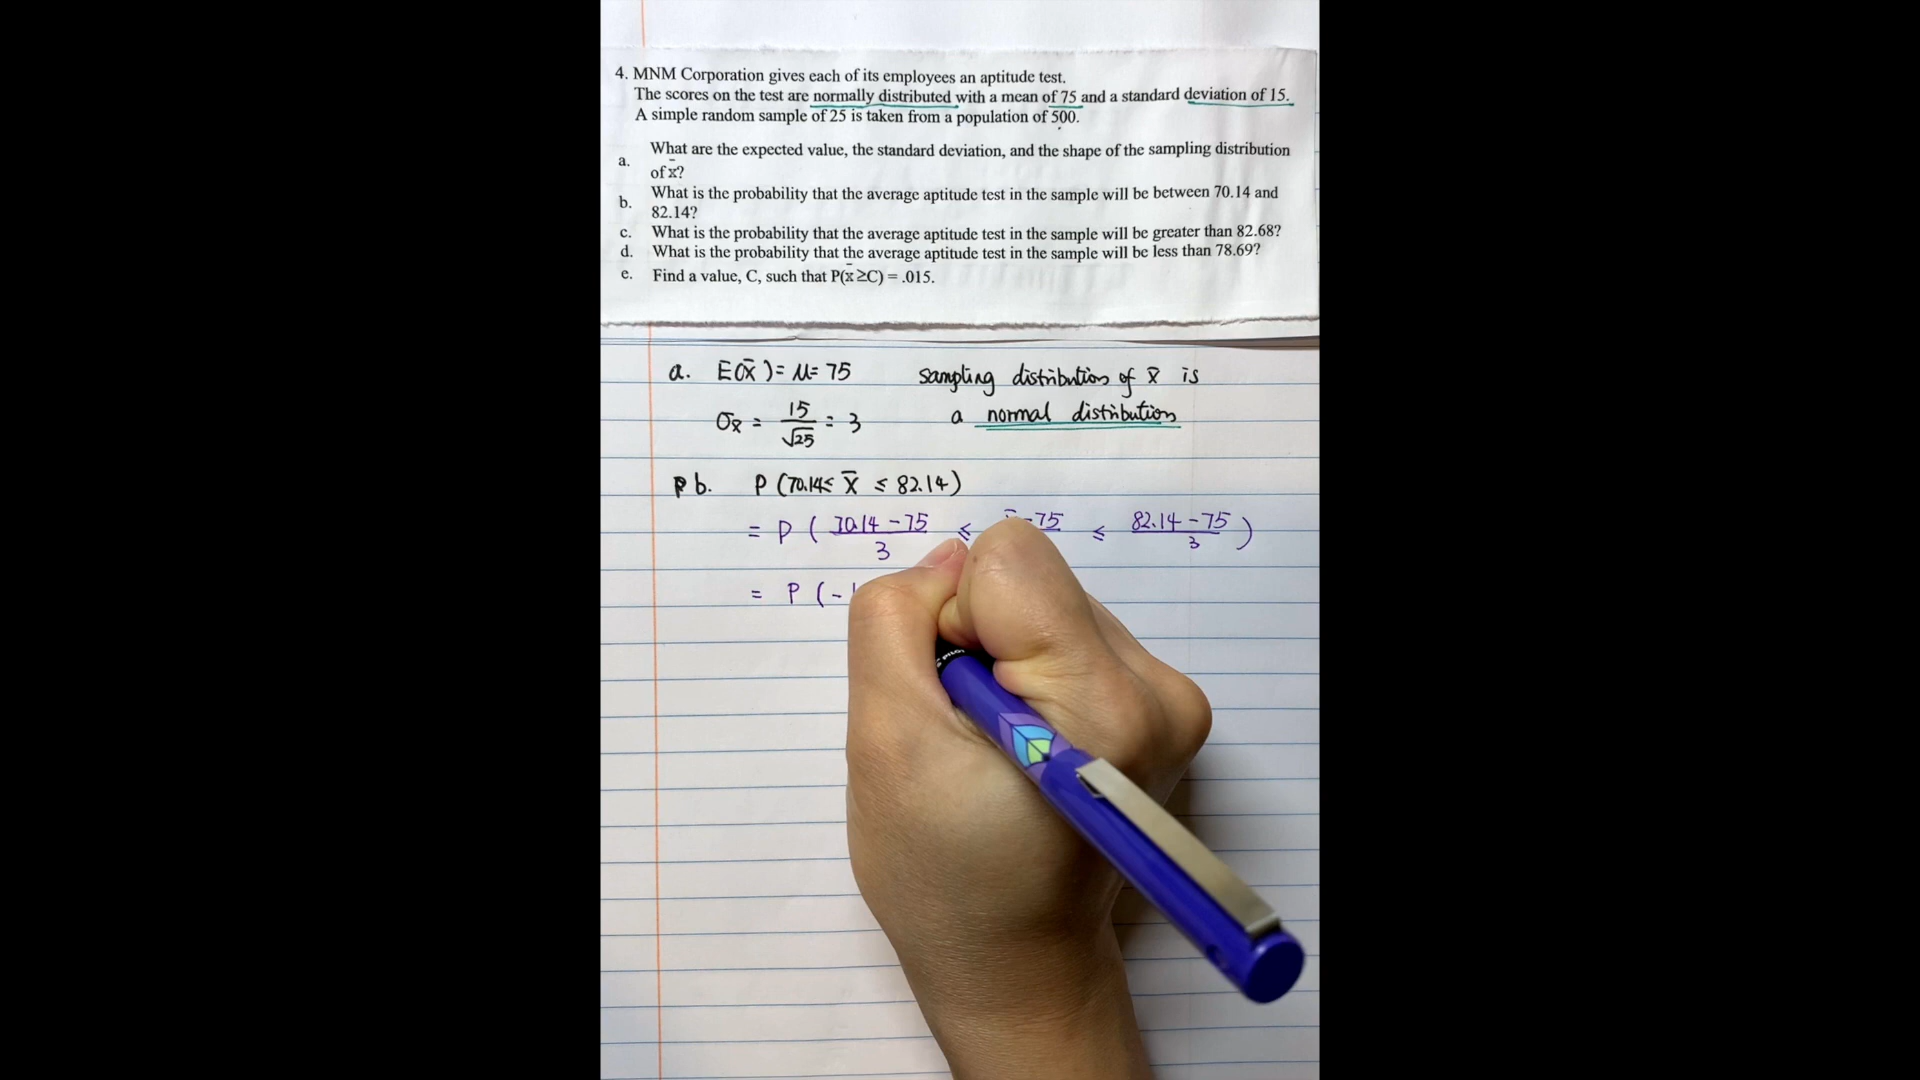 4. MNM Corporation gives each of its employees an aptitude test.
The scores on the test are normally distributed with a mean of 75 and a standard deviation of 15.
A simple random sample of 25 is taken from a population of 500.
a. What are the expected value, the standard deviation, and the shape of the sampling distribution
of x̄?
b. What is the probability that the average aptitude test in the sample will be between 70.14 and
82.14?
c. What is the probability that the average aptitude test in the sample will be greater than 82.68?
d. What is the probability that the average aptitude test in the sample will be less than 78.69?
e. Find a value, C, such that P(x̄ ≥C) = .015.
a. E(x̄) = μ = 75
σx̄ = 15/√25 = 3
sampling distribution of x̄ is
a normal distribution
b. P (70.14 ≤ x̄ ≤ 82.14)
= P ( 70.14 - 75 / 3 ≤ - 75 ≤ 82.14 - 75 / 3 )
= P ( -
PILOT